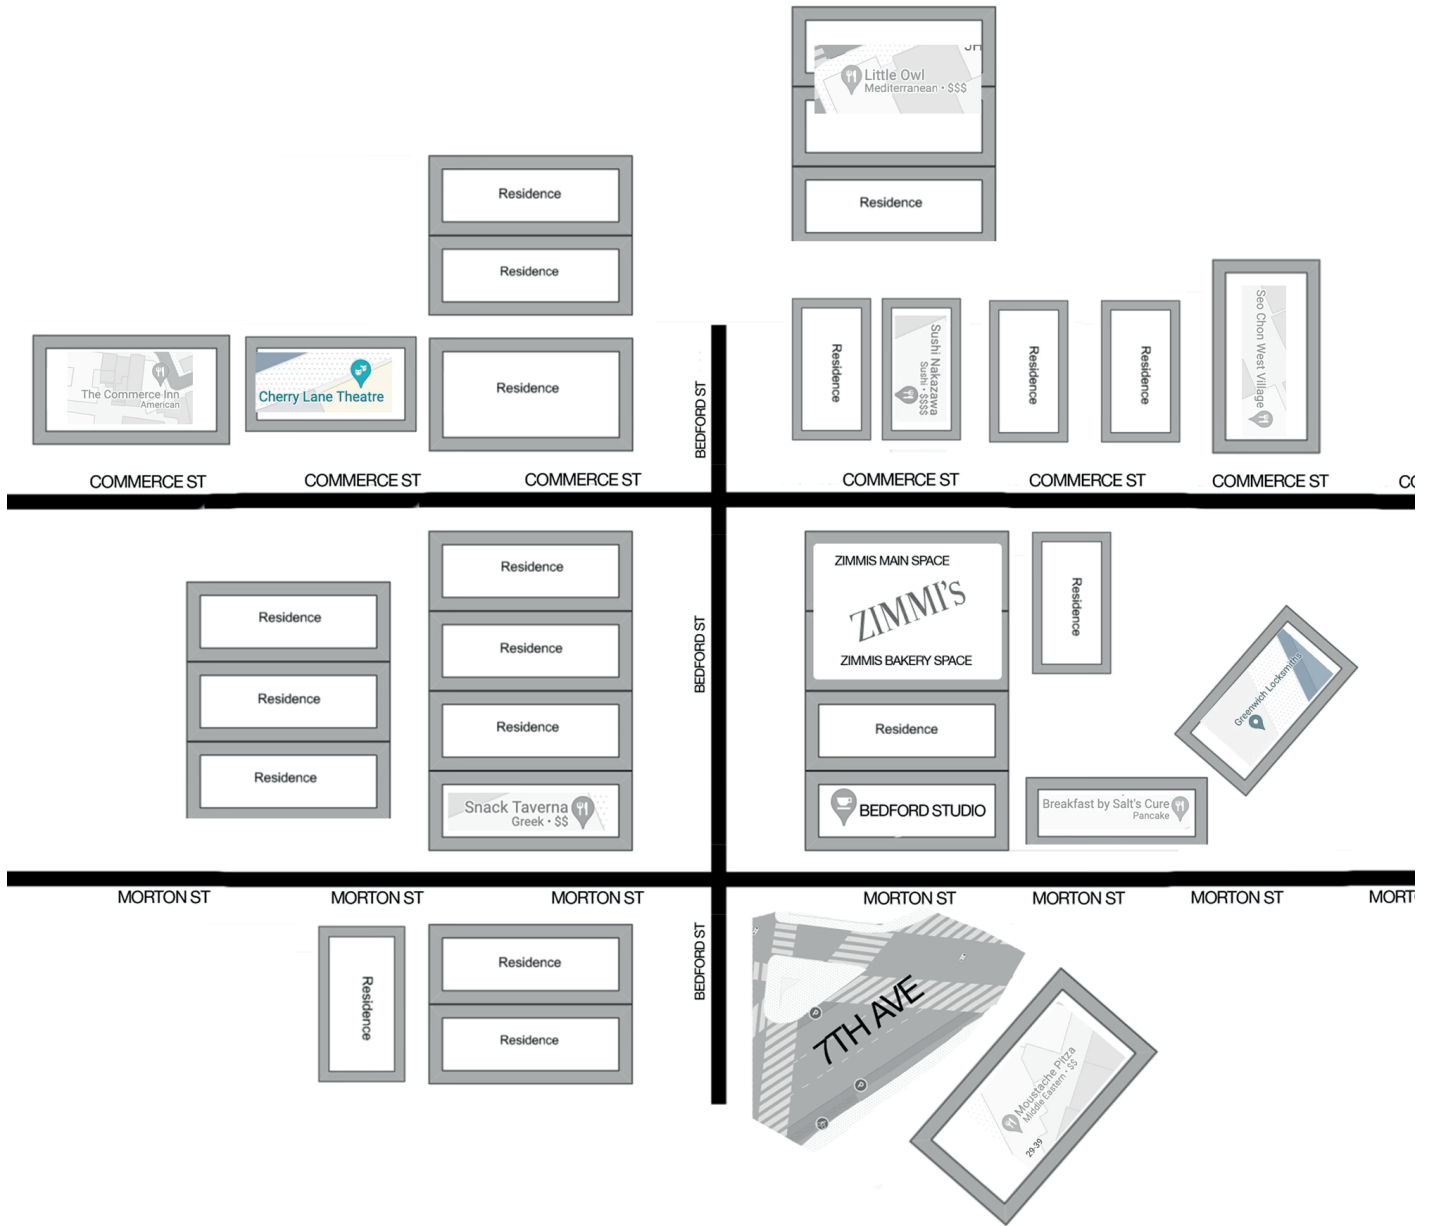 JH
Little Owl
Mediterranean • $$$
Residence
Residence
Residence
Residence
The Commerce Inn
American
Cherry Lane Theatre
Residence
BEDFORD ST
Residence
Sushi Nakazawa
Sushi • $$$$
Residence
Residence
Seo Chon West Village
COMMERCE ST
COMMERCE ST
COMMERCE ST
COMMERCE ST
COMMERCE ST
COMMERCE ST
CO
Residence
Residence
Residence
Residence
Residence
Residence
Snack Taverna
Greek • $$
BEDFORD ST
ZIMMIS MAIN SPACE
ZIMMI'S
ZIMMIS BAKERY SPACE
Residence
BEDFORD STUDIO
Residence
Greenwich Locksmiths
Breakfast by Salt's Cure
Pancake
MORTON ST
MORTON ST
MORTON ST
MORTON ST
MORTON ST
MORTON ST
MORT
Residence
Residence
Residence
BEDFORD ST
7TH AVE
P
P
Moustache Pitza
Middle Eastern • $$
29-39